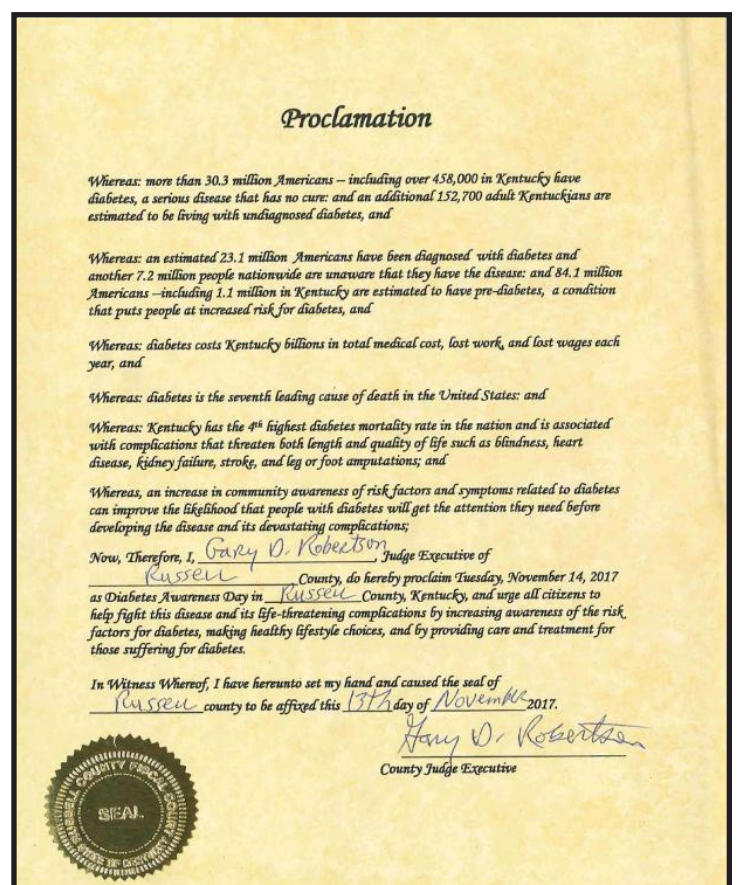 Proclamation
Whereas: more than 30.3 million Americans – including over 458,000 in Kentucky have
diabetes, a serious disease that has no cure: and an additional 152,700 adult Kentuckians are
estimated to be living with undiagnosed diabetes, and
Whereas: an estimated 23.1 million Americans have been diagnosed with diabetes and
another 7.2 million people nationwide are unaware that they have the disease: and 84.1 million
Americans –including 1.1 million in Kentucky are estimated to have pre-diabetes, a condition
that puts people at increased risk for diabetes, and
Whereas: diabetes costs Kentucky billions in total medical cost, lost work, and lost wages each
year, and
Whereas: diabetes is the seventh leading cause of death in the United States: and
Whereas: Kentucky has the 4th highest diabetes mortality rate in the nation and is associated
with complications that threaten both length and quality of life such as blindness, heart
disease, kidney failure, stroke, and leg or foot amputations; and
Whereas, an increase in community awareness of risk factors and symptoms related to diabetes
can improve the likelihood that people with diabetes will get the attention they need before
developing the disease and its devastating complications;
Now, Therefore, I, Gary D. Robertson, Judge Executive of
Russell County, do hereby proclaim Tuesday, November 14, 2017
as Diabetes Awareness Day in Russell County, Kentucky, and urge all citizens to
help fight this disease and its life-threatening complications by increasing awareness of the risk
factors for diabetes, making healthy lifestyle choices, and by providing care and treatment for
those suffering for diabetes.
In Witness Whereof, I have hereunto set my hand and caused the seal of
Russell county to be affixed this 13th day of November 2017.
Gary D. Robertson
County Judge Executive
RUSSELL COUNTY FISCAL COURT
SEAL